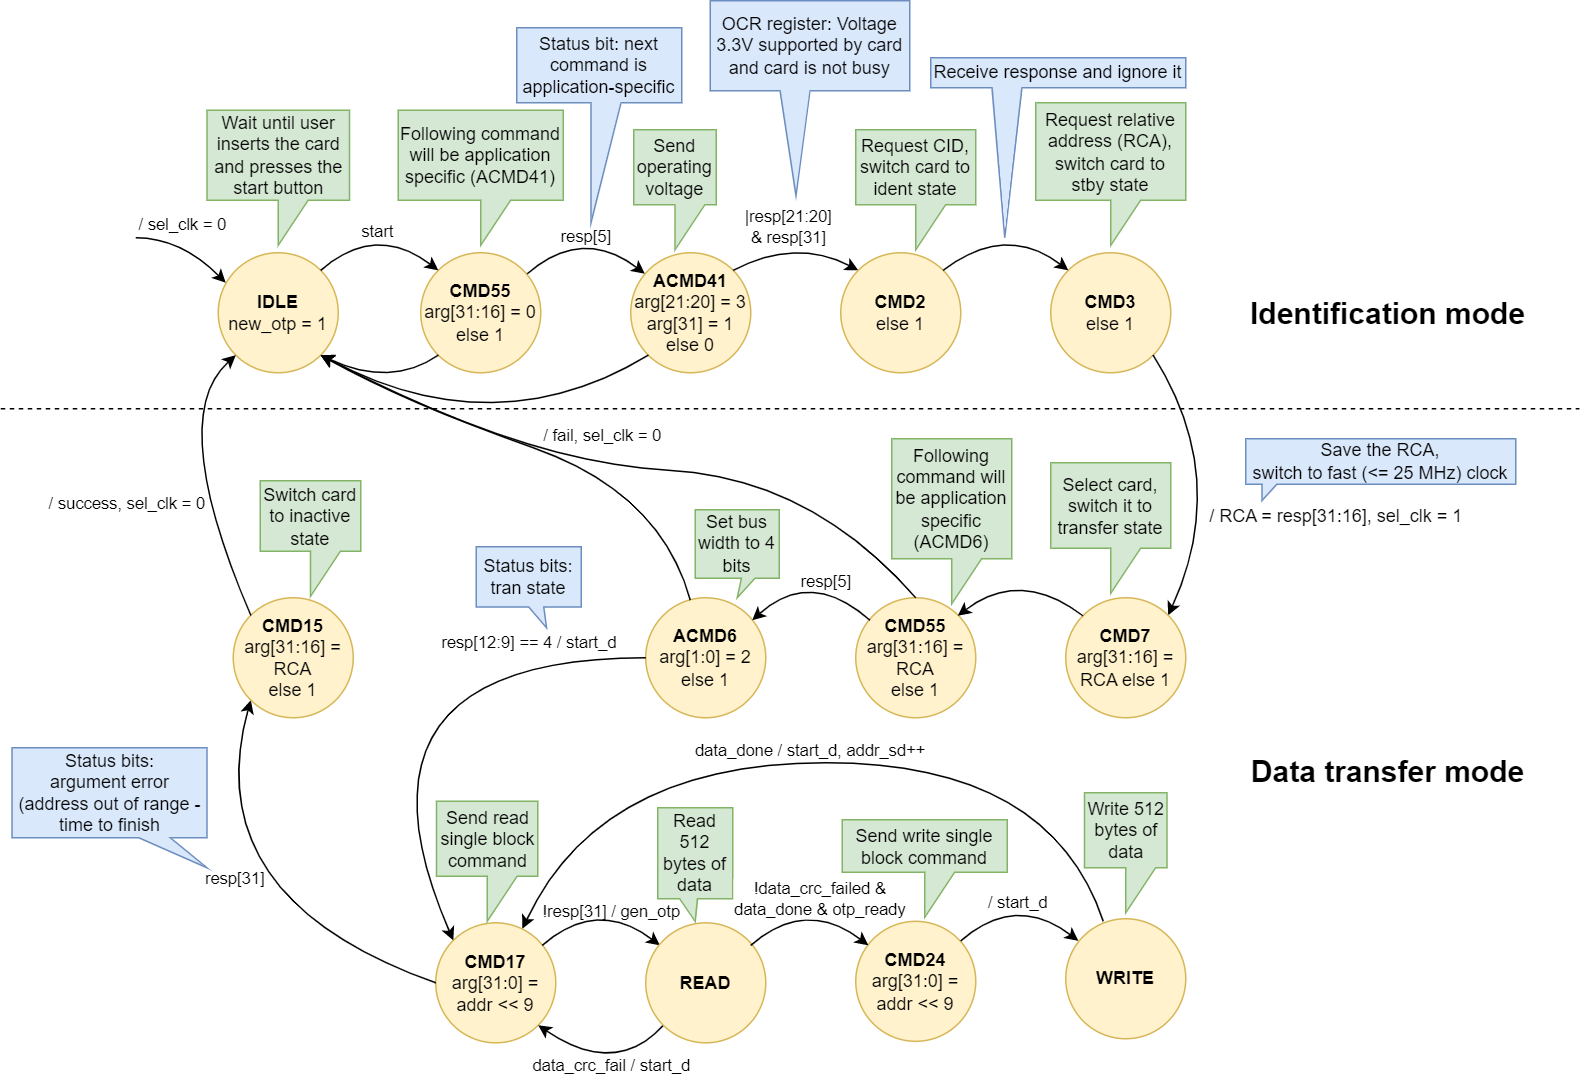 OCR register: Voltage
3.3V supported by card
and card is not busy
Status bit: next
command is
application-specific
Receive response and ignore it
Wait until user
inserts the card
and presses the
start button
Following command
will be application
specific (ACMD41)
Send
operating
voltage
Request CID,
switch card to
ident state
Request relative
address (RCA),
switch card to
stby state
/ sel_clk = 0
start
resp[5]
|resp[21:20]
& resp[31]
IDLE
new_otp = 1
CMD55
arg[31:16] = 0
else 1
ACMD41
arg[21:20] = 3
arg[31] = 1
else 0
CMD2
else 1
CMD3
else 1
Identification mode
/ fail, sel_clk = 0
/ success, sel_clk = 0
Save the RCA,
switch to fast (<= 25 MHz) clock
/ RCA = resp[31:16], sel_clk = 1
Switch card
to inactive
state
Status bits:
tran state
resp[12:9] == 4 / start_d
Set bus
width to 4
bits
Following
command will
be application
specific
(ACMD6)
Select card,
switch it to
transfer state
resp[5]
CMD15
arg[31:16] =
RCA
else 1
ACMD6
arg[1:0] = 2
else 1
CMD55
arg[31:16] =
RCA
else 1
CMD7
arg[31:16] =
RCA else 1
data_done / start_d, addr_sd++
Data transfer mode
Status bits:
argument error
(address out of range -
time to finish
resp[31]
Send read
single block
command
Read
512
bytes of
data
Send write single
block command
Write 512
bytes of
data
!resp[31] / gen_otp
!data_crc_failed &
data_done & otp_ready
/ start_d
CMD17
arg[31:0] =
addr << 9
READ
CMD24
arg[31:0] =
addr << 9
WRITE
data_crc_fail / start_d